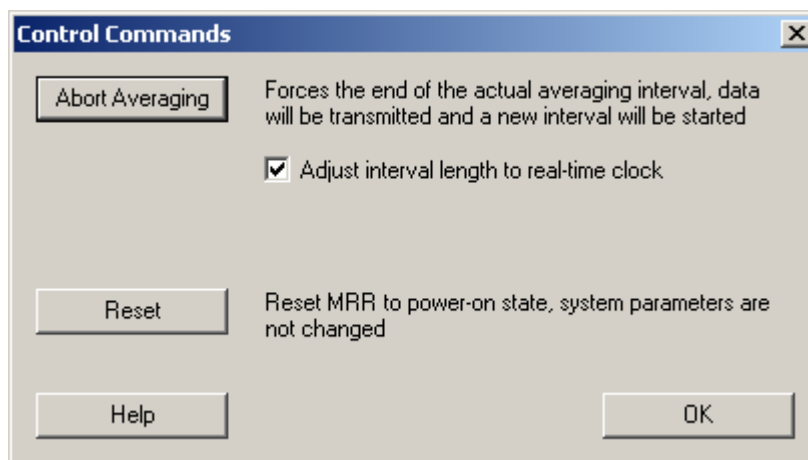 Control Commands
Abort Averaging
Forces the end of the actual averaging interval, data
will be transmitted and a new interval will be started
Adjust interval length to real-time clock
Reset
Reset MRR to power-on state, system parameters are
not changed
Help
OK